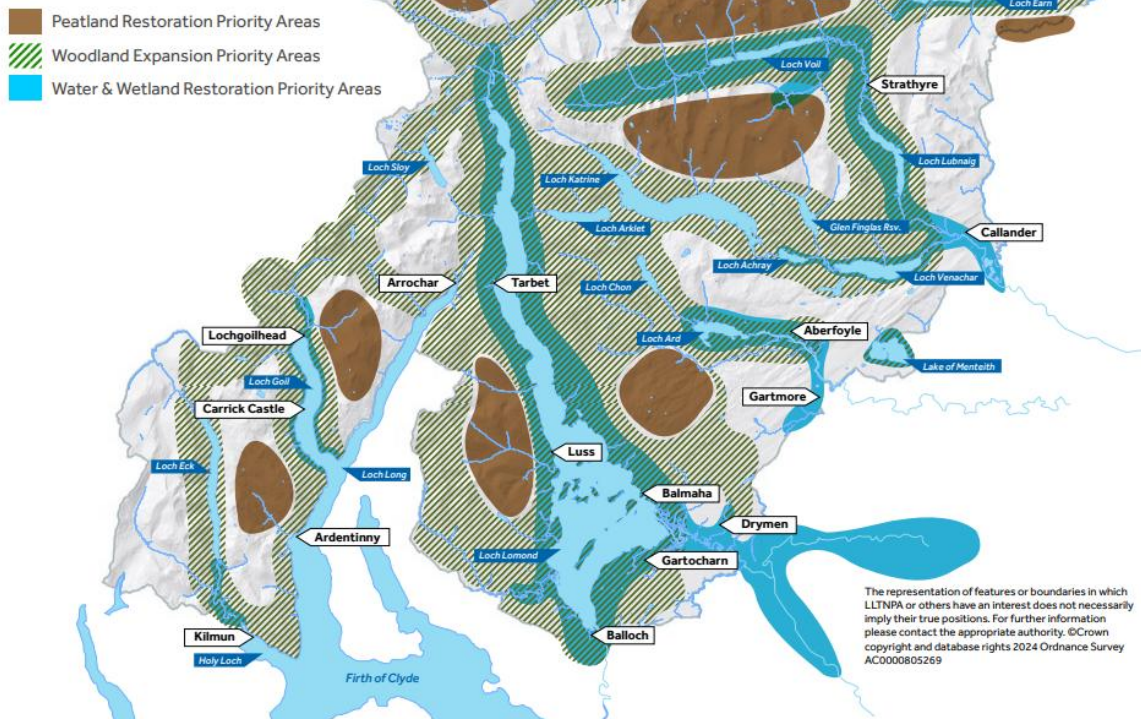 Peatland Restoration Priority Areas
Woodland Expansion Priority Areas
Water & Wetland Restoration Priority Areas
Loch Earn
Loch Voil
Strathyre
Loch Sloy
Loch Katrine
Loch Lubnaig
Loch Arklet
Glen Finglas Rsv.
Callander
Loch Achray
Loch Venachar
Arrochar
Tarbet
Loch Chon
Lochgoilhead
Loch Ard
Aberfoyle
Lake of Menteith
Loch Goil
Gartmore
Carrick Castle
Luss
Loch Eck
Loch Long
Balmaha
Drymen
Ardentinny
Loch Lomond
Gartocharn
The representation of features or boundaries in which
LLTNPA or others have an interest does not necessarily
imply their true positions. For further information
please contact the appropriate authority. ©Crown
copyright and database rights 2024 Ordnance Survey
AC0000805269
Kilmun
Balloch
Holy Loch
Firth of Clyde